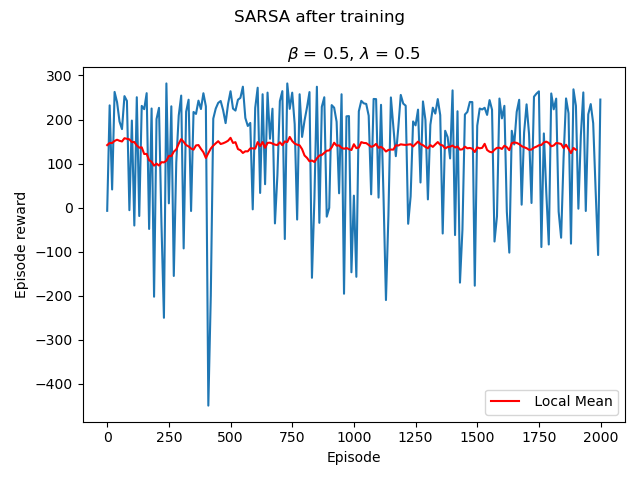 SARSA after training
β = 0.5, λ = 0.5
Episode reward
300
200
100
0
−100
−200
−300
−400
0 250 500 750 1000 1250 1500 1750 2000
Episode
Local Mean